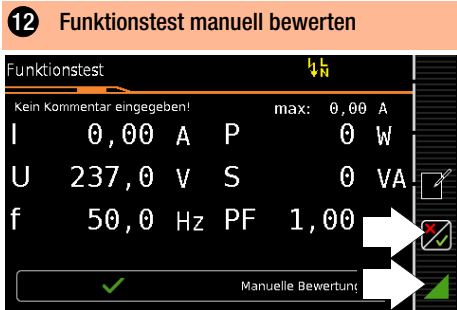 12 Funktionstest manuell bewerten
Funktionstest
Kein Kommentar eingegeben! max: 0,00 A
I 0,00 A P 0 W
U 237,0 V S 0 VA
f 50,0 Hz PF 1,00
Manuelle Bewertung